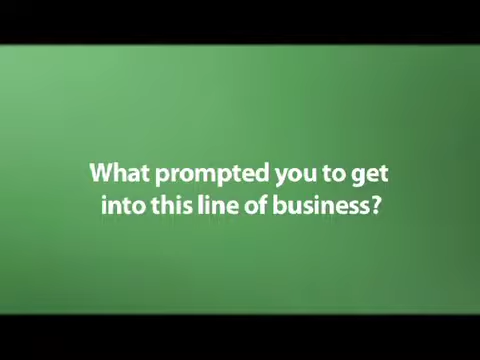 What prompted you to get
into this line of business?